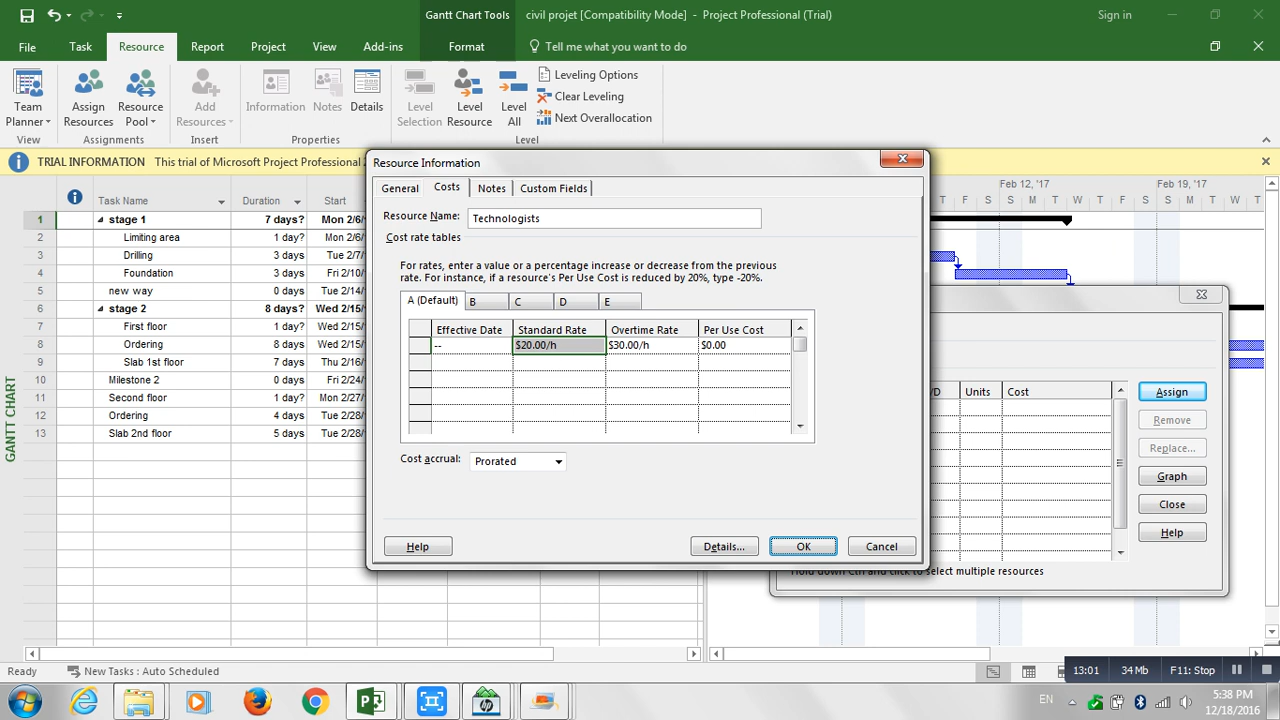 Gantt Chart Tools
civil projet [Compatibility Mode] - Project Professional (Trial)
Sign in
File Task Resource Report Project View Add-ins Format Tell me what you want to do
Team Planner
Assign Resources
Resource Pool
Add Resources
Information
Notes
Details
Level Selection
Level Resource
Level All
Leveling Options
Clear Leveling
Next Overallocation
View Assignments Insert Properties Level
TRIAL INFORMATION This trial of Microsoft Project Professional
Task Name Duration Start
1 stage 1 7 days? Mon 2/6/
2 Limiting area 1 day? Mon 2/6/
3 Drilling 3 days Tue 2/7/
4 Foundation 3 days Fri 2/10/
5 new way 0 days Tue 2/14/
6 stage 2 8 days? Wed 2/15/
7 First floor 1 day? Wed 2/15/
8 Ordering 8 days Wed 2/15/
9 Slab 1st floor 7 days Thu 2/16/
10 Milestone 2 0 days Fri 2/24/
11 Second floor 1 day? Mon 2/27/
12 Ordering 4 days Tue 2/28/
13 Slab 2nd floor 5 days Tue 2/28/
GANTT CHART
Feb 12, '17 Feb 19, '17
T F S S M T W T F S S M T W T
Resource Information
General Costs Notes Custom Fields
Resource Name: Technologists
Cost rate tables
For rates, enter a value or a percentage increase or decrease from the previous
rate. For instance, if a resource's Per Use Cost is reduced by 20%, type -20%.
A (Default) B C D E
Effective Date Standard Rate Overtime Rate Per Use Cost
-- $20.00/h $30.00/h $0.00
Cost accrual: Prorated
Help Details... OK Cancel
/D Units Cost
Assign
Remove
Replace...
Graph
Close
Help
Hold down Ctrl and click to select multiple resources
Ready New Tasks : Auto Scheduled
13:01 34 Mb F11: Stop
EN
5:38 PM
12/18/2016